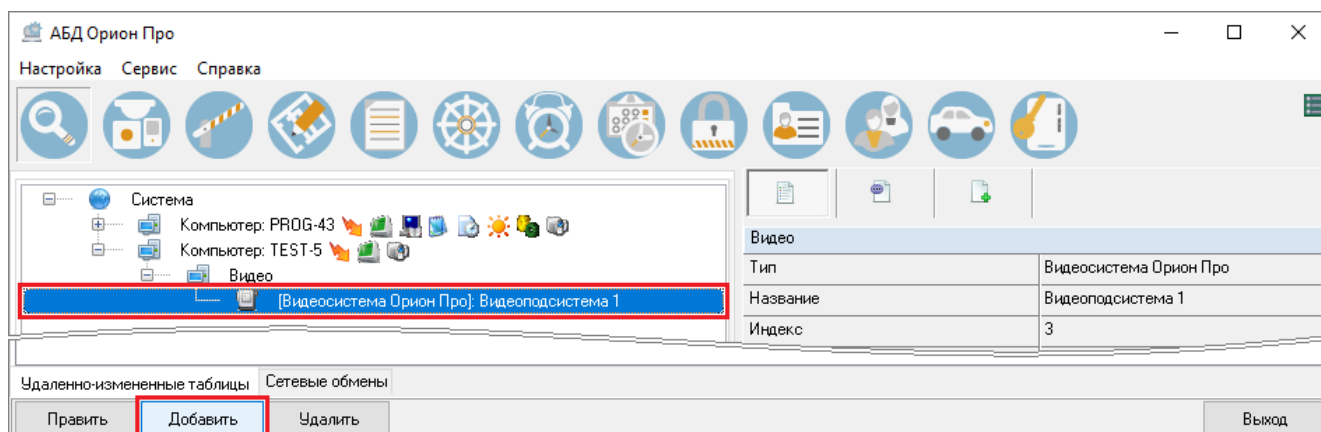 АБД Орион Про
Настройка Сервис Справка
Система
Компьютер: PROG-43
Компьютер: TEST-5
Видео
[Видеосистема Орион Про]: Видеоподсистема 1
Видео
Тип Видеосистема Орион Про
Название Видеоподсистема 1
Индекс 3
Удаленно-измененные таблицы Сетевые обмены
Править Добавить Удалить Выход